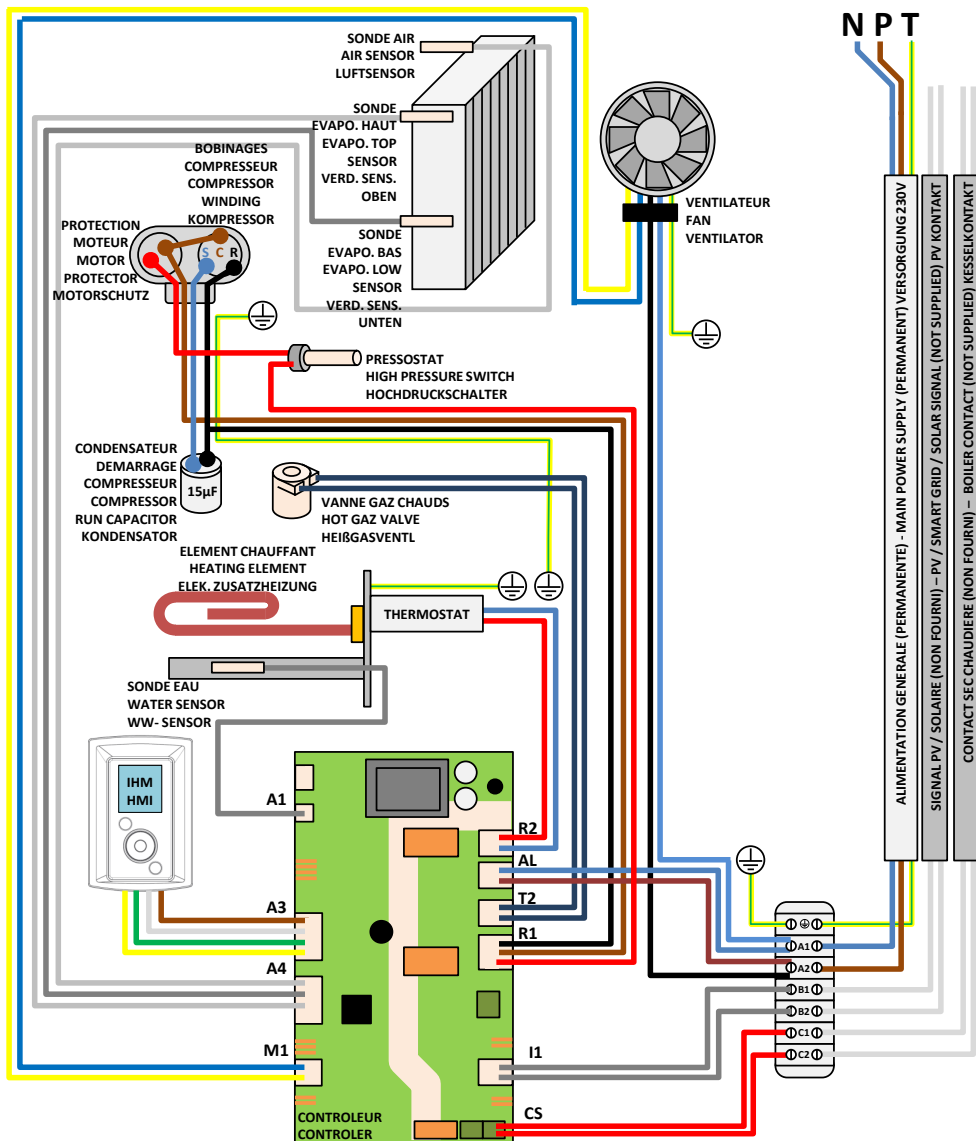 N P T
SONDE AIR
AIR SENSOR
LUFTSENSOR
SONDE
EVAPO. HAUT
EVAPO. TOP
SENSOR
VERD. SENS.
OBEN
BOBINAGES
COMPRESSEUR
COMPRESSOR
WINDING
KOMPRESSOR
PROTECTION
MOTEUR
MOTOR
PROTECTOR
MOTORSCHUTZ
S C R
SONDE
EVAPO. BAS
EVAPO. LOW
SENSOR
VERD. SENS.
UNTEN
VENTILATEUR
FAN
VENTILATOR
PRESSOSTAT
HIGH PRESSURE SWITCH
HOCHDRUCKSCHALTER
CONDENSATEUR
DEMARRAGE
COMPRESSEUR
COMPRESSOR
RUN CAPACITOR
KONDENSATOR
15µF
VANNE GAZ CHAUDS
HOT GAZ VALVE
HEIßGASVENTL
ELEMENT CHAUFFANT
HEATING ELEMENT
ELEK. ZUSATZHEIZUNG
THERMOSTAT
SONDE EAU
WATER SENSOR
WW- SENSOR
IHM
HMI
A1
A3
A4
M1
R2
AL
T2
R1
I1
CS
CONTROLEUR
CONTROLER
A1
A2
B1
B2
C1
C2
ALIMENTATION GENERALE (PERMANENTE) - MAIN POWER SUPPLY (PERMANENT) VERSORGUNG 230V
SIGNAL PV / SOLAIRE (NON FOURNI) – PV / SMART GRID / SOLAR SIGNAL (NOT SUPPLIED) PV KONTAKT
CONTACT SEC CHAUDIERE (NON FOURNI) – BOILER CONTACT (NOT SUPPLIED) KESSELKONTAKT